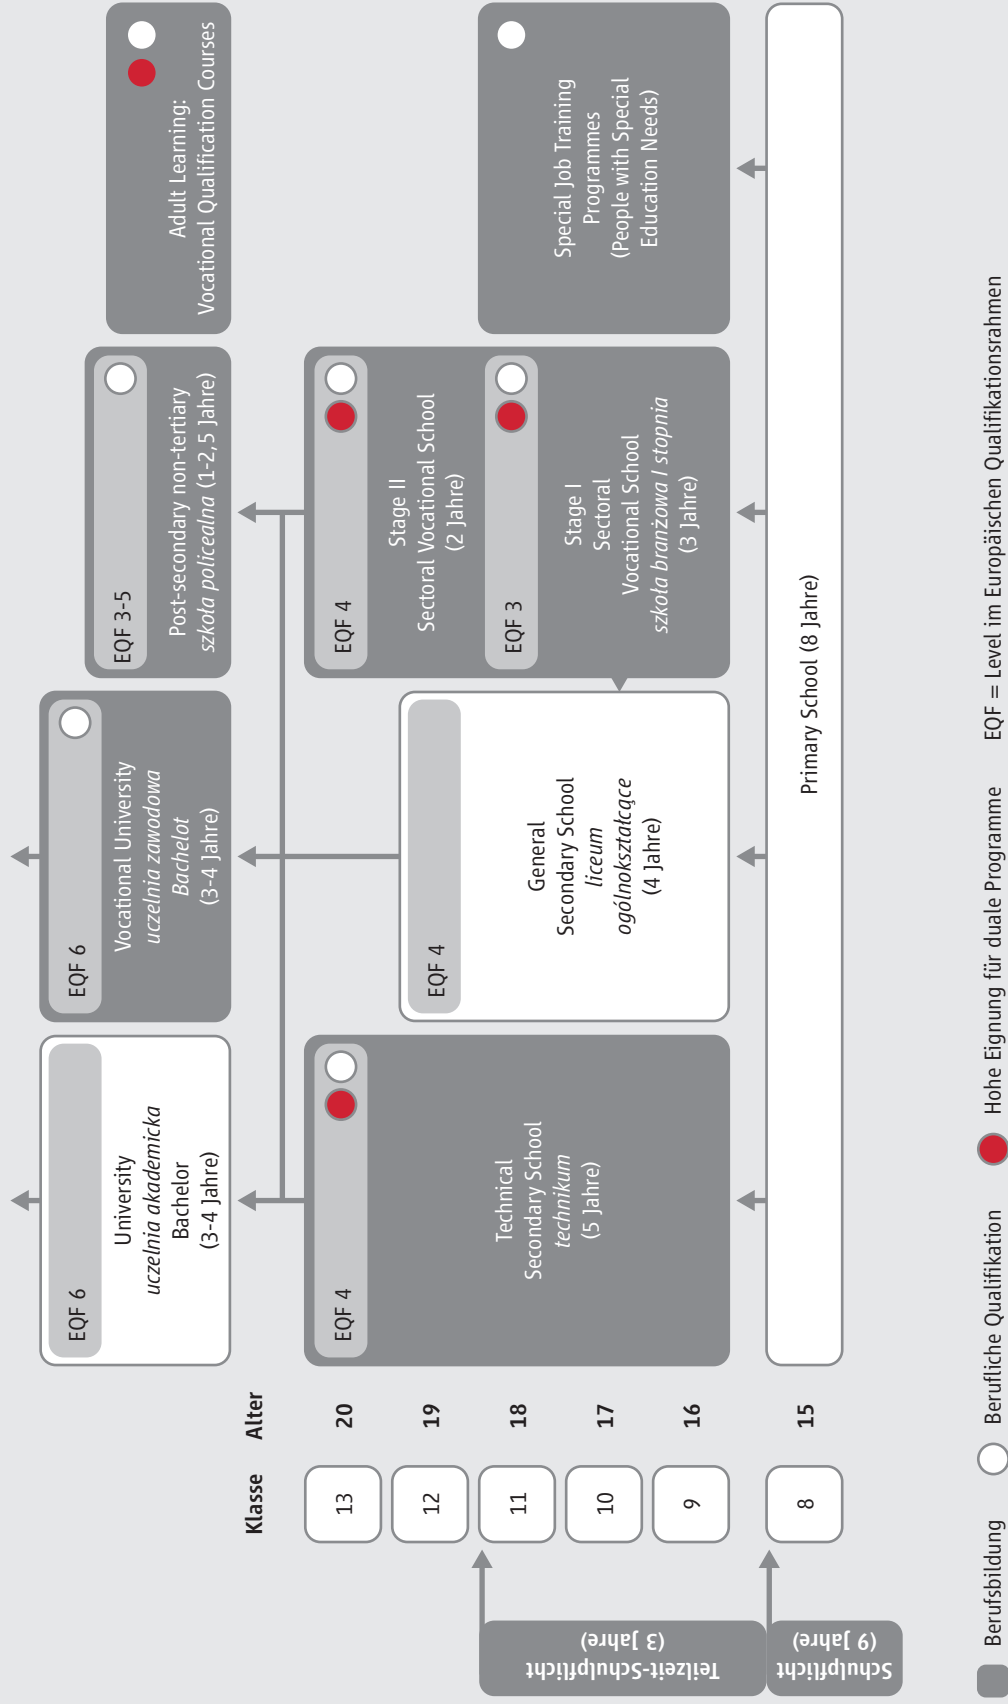 EQF 6
University
uczelnia akademicka
Bachelor
(3-4 Jahre)
EQF 6
Vocational University
uczelnia zawodowa
Bachelot
(3-4 Jahre)
EQF 3-5
Post-secondary non-tertiary
szkoła policealna (1-2,5 Jahre)
Adult Learning:
Vocational Qualification Courses
Klasse
Alter
13
20
12
19
11
18
10
17
9
16
8
15
EQF 4
Technical
Secondary School
technikum
(5 Jahre)
EQF 4
General
Secondary School
liceum
ogólnokształcące
(4 Jahre)
EQF 4
Stage II
Sectoral Vocational School
(2 Jahre)
EQF 3
Stage I
Sectoral
Vocational School
szkoła branżowa I stopnia
(3 Jahre)
Special Job Training
Programmes
(People with Special
Education Needs)
Teilzeit-Schulpflicht
(3 Jahre)
Schulpflicht
(9 Jahre)
Primary School (8 Jahre)
Berufsbildung
Berufliche Qualifikation
Hohe Eignung für duale Programme
EQF = Level im Europäischen Qualifikationsrahmen